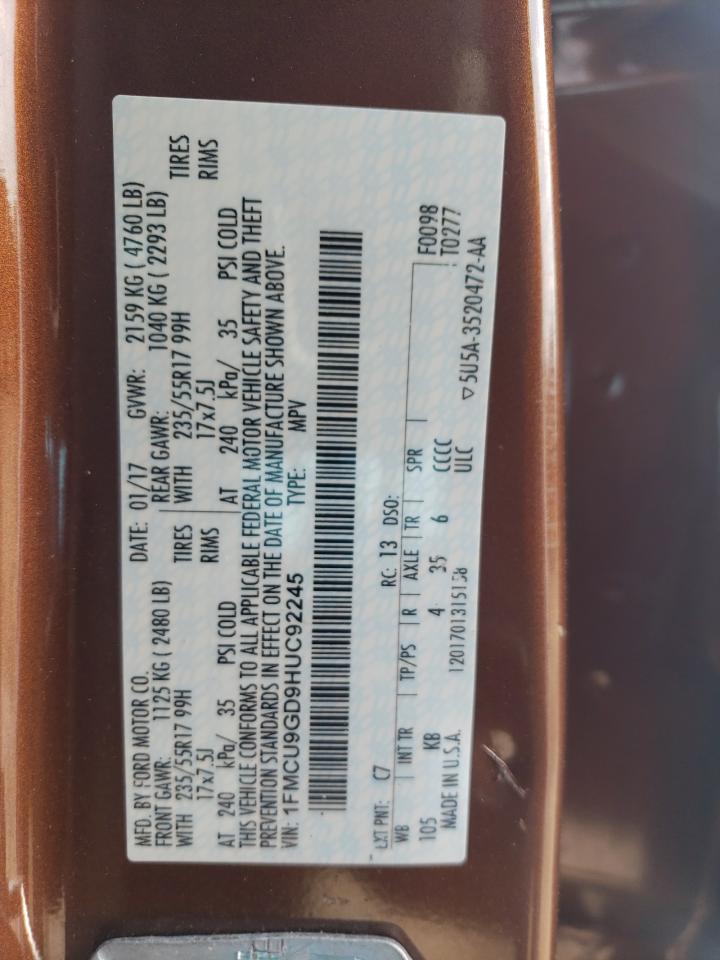 MFD. BY FORD MOTOR CO. DATE: 01/17 GVWR: 2159 KG ( 4760 LB)
FRONT GAWR: 1125 KG ( 2480 LB) REAR GAWR: 1040 KG ( 2293 LB)
WITH 235/55R17 99H TIRES WITH 235/55R17 99H TIRES
17x7.5J RIMS 17x7.5J RIMS
AT 240 kPa/ 35 PSI COLD AT 240 kPa/ 35 PSI COLD
THIS VEHICLE CONFORMS TO ALL APPLICABLE FEDERAL MOTOR VEHICLE SAFETY AND THEFT
PREVENTION STANDARDS IN EFFECT ON THE DATE OF MANUFACTURE SHOWN ABOVE.
VIN: 1FMCU9GD9HUC92245 TYPE: MPV
EXT PNT: C7 RC: 13 DSO:
WB INT TR TP/PS R AXLE TR SPR F0098
105 KB 4 35 6 CCCC T0277
MADE IN U.S.A. ULC ▽5U5A-3520472-AA